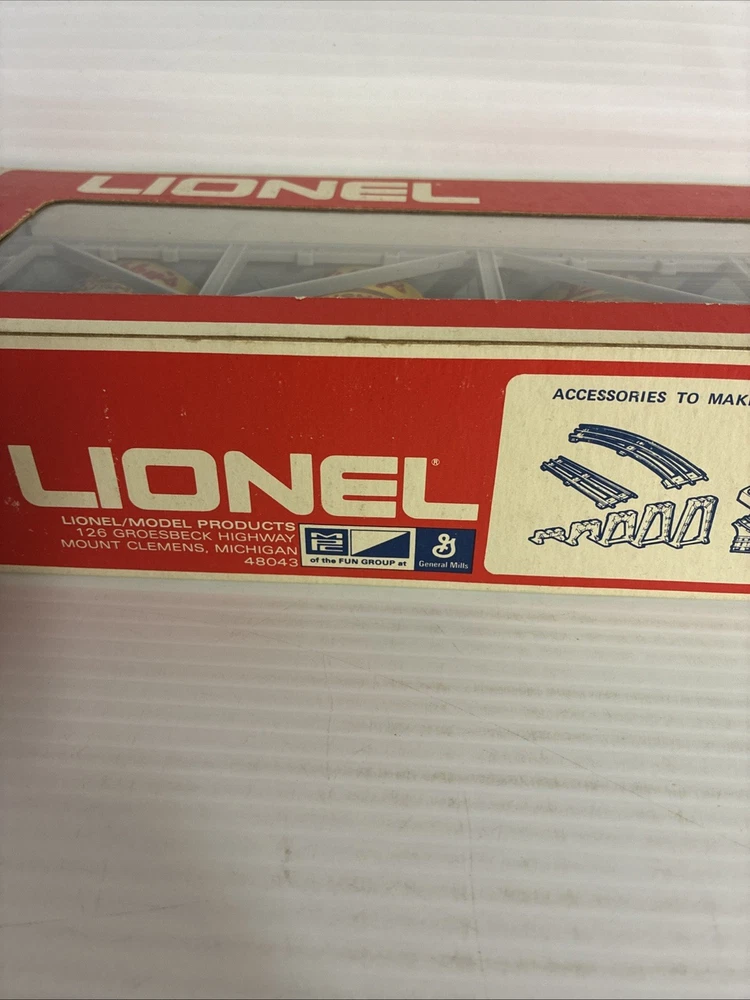 LIONEL
ACCESSORIES TO MAK
LIONEL®
LIONEL/MODEL PRODUCTS
126 GROESBECK HIGHWAY
MOUNT CLEMENS, MICHIGAN
48043
MPC
of the FUN GROUP at
G
General Mills